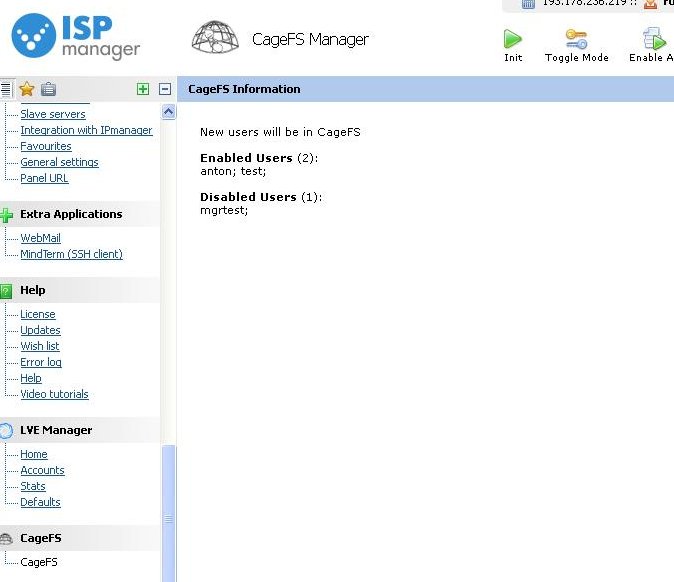 193.178.236.219 ::
ISP
manager
CageFS Manager
Init
Toggle Mode
Enable A
CageFS Information
Slave servers
Integration with IPmanager
Favourites
General settings
Panel URL
New users will be in CageFS
Enabled Users (2):
anton; test;
Disabled Users (1):
mgrtest;
Extra Applications
WebMail
MindTerm (SSH client)
Help
License
Updates
Wish list
Error log
Help
Video tutorials
LVE Manager
Home
Accounts
Stats
Defaults
CageFS
CageFS